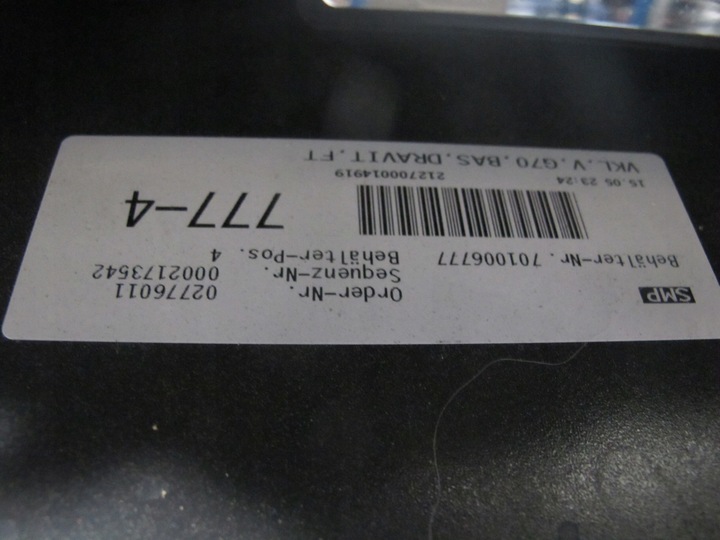 SMP
Order-Nr. 02776011
Sequenz-Nr. 0002173542
Behälter-Nr. 701006777 Behälter-Pos. 4
777-4
15.05 23:24 2127000014919
VKL.V.G70.BAS.DRAVIT.FT